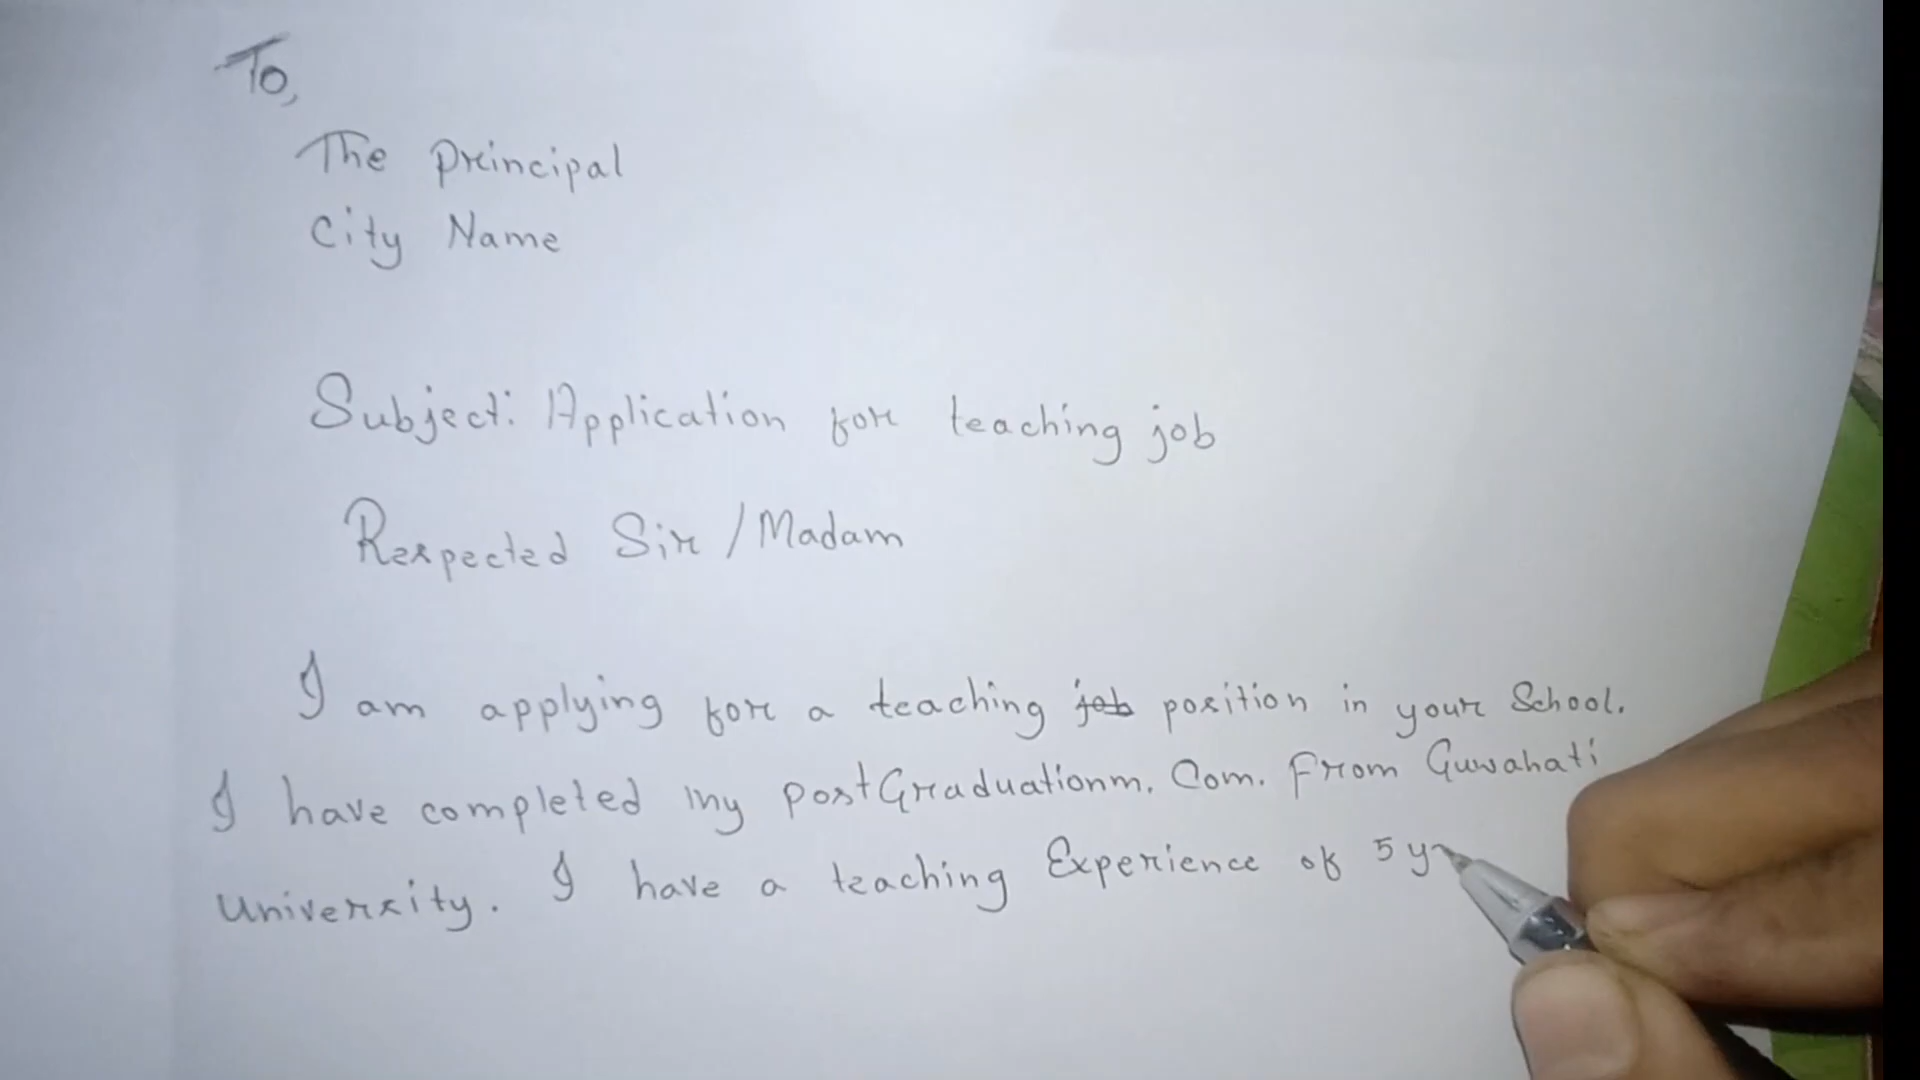 To,
The Principal
City Name
Subject: Application for teaching job
Respected Sir / Madam
I am applying for a teaching job position in your School.
I have completed my postGraduationm. Com. From Guwahati
University. I have a teaching Experience of 5 y